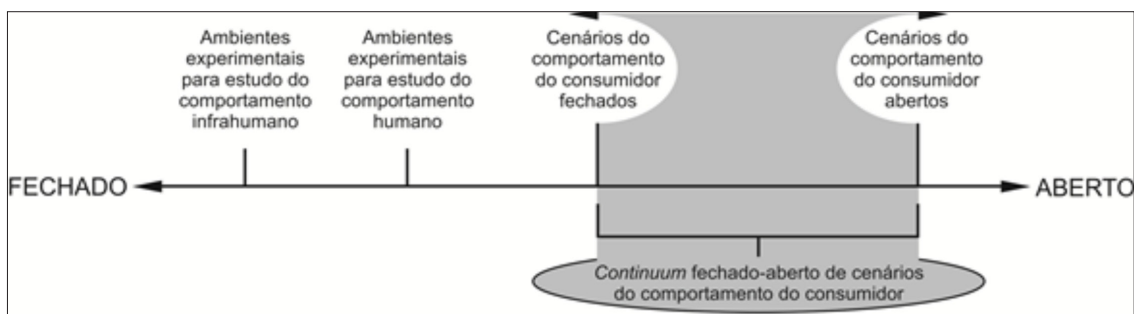 Ambientes
experimentais
para estudo do
comportamento
infrahumano
Ambientes
experimentais
para estudo do
comportamento
humano
Cenários do
comportamento
do consumidor
fechados
Cenários do
comportamento
do consumidor
abertos
FECHADO
ABERTO
Continuum fechado-aberto de cenários
do comportamento do consumidor